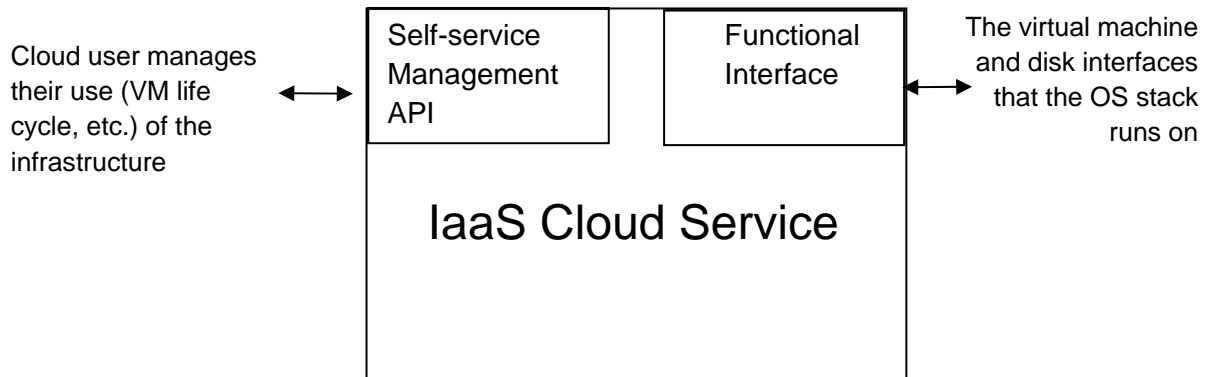 Cloud user manages
their use (VM life
cycle, etc.) of the
infrastructure
Self-service
Management
API
Functional
Interface
The virtual machine
and disk interfaces
that the OS stack
runs on
IaaS Cloud Service